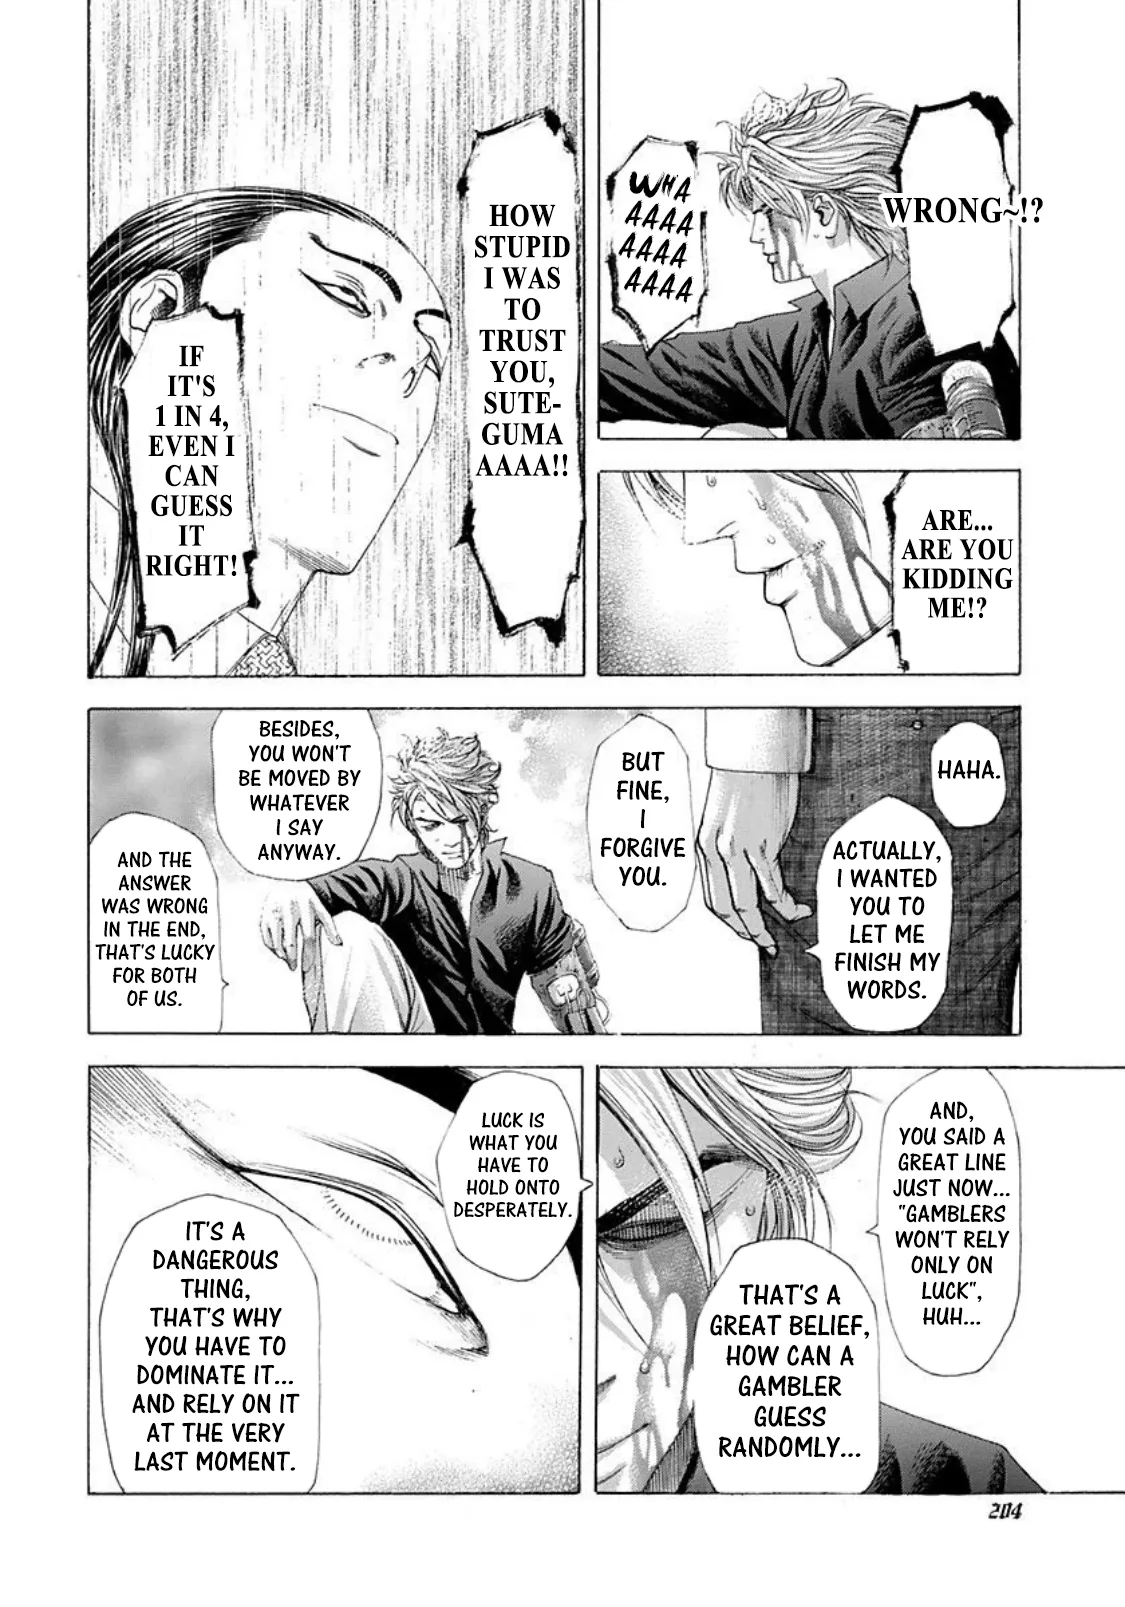 WRONG~!?
WHA
AAAA
AAAA
AAAA
HOW
STUPID
I WAS
TO
TRUST
YOU,
SUTE-
GUMA
AAAA!!
IF
IT'S
1 IN 4,
EVEN I
CAN
GUESS
IT
RIGHT!
ARE...
ARE YOU
KIDDING
ME!?
HAHA.
ACTUALLY,
I WANTED
YOU TO
LET ME
FINISH MY
WORDS.
BUT
FINE,
I
FORGIVE
YOU.
BESIDES,
YOU WON'T
BE MOVED BY
WHATEVER
I SAY
ANYWAY.
AND THE
ANSWER
WAS WRONG
IN THE END,
THAT'S LUCKY
FOR BOTH
OF US.
AND,
YOU SAID A
GREAT LINE
JUST NOW...
"GAMBLERS
WON'T RELY
ONLY ON
LUCK",
HUH...
THAT'S A
GREAT BELIEF,
HOW CAN A
GAMBLER
GUESS
RANDOMLY...
LUCK IS
WHAT YOU
HAVE TO
HOLD ONTO
DESPERATELY.
IT'S A
DANGEROUS
THING,
THAT'S WHY
YOU HAVE TO
DOMINATE IT...
AND RELY ON IT
AT THE VERY
LAST MOMENT.
204